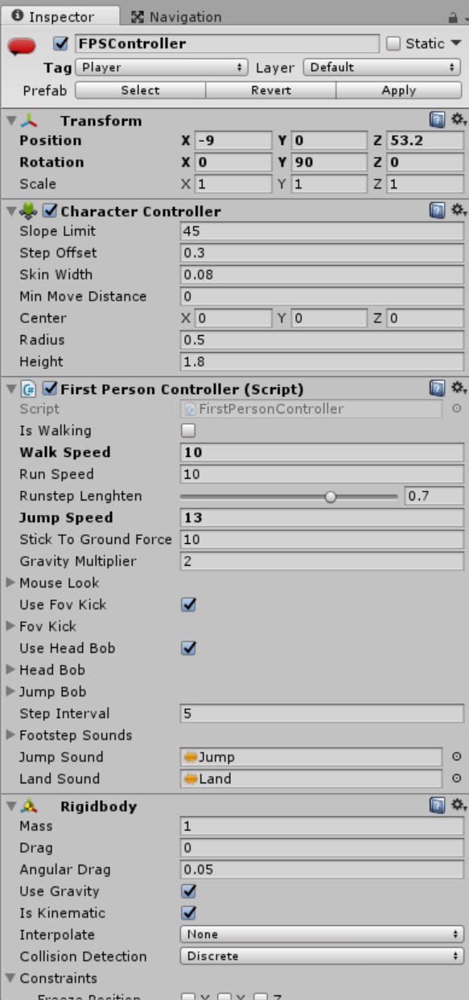 Inspector Navigation
FPSController Static
Tag Player Layer Default
Prefab Select Revert Apply
Transform
Position X -9 Y 0 Z 53.2
Rotation X 0 Y 90 Z 0
Scale X 1 Y 1 Z 1
Character Controller
Slope Limit 45
Step Offset 0.3
Skin Width 0.08
Min Move Distance 0
Center X 0 Y 0 Z 0
Radius 0.5
Height 1.8
First Person Controller (Script)
Script FirstPersonController
Is Walking
Walk Speed 10
Run Speed 10
Runstep Lenghten 0.7
Jump Speed 13
Stick To Ground Force 10
Gravity Multiplier 2
Mouse Look
Use Fov Kick
Fov Kick
Use Head Bob
Head Bob
Jump Bob
Step Interval 5
Footstep Sounds
Jump Sound Jump
Land Sound Land
Rigidbody
Mass 1
Drag 0
Angular Drag 0.05
Use Gravity
Is Kinematic
Interpolate None
Collision Detection Discrete
Constraints
Freeze Position X Y Z